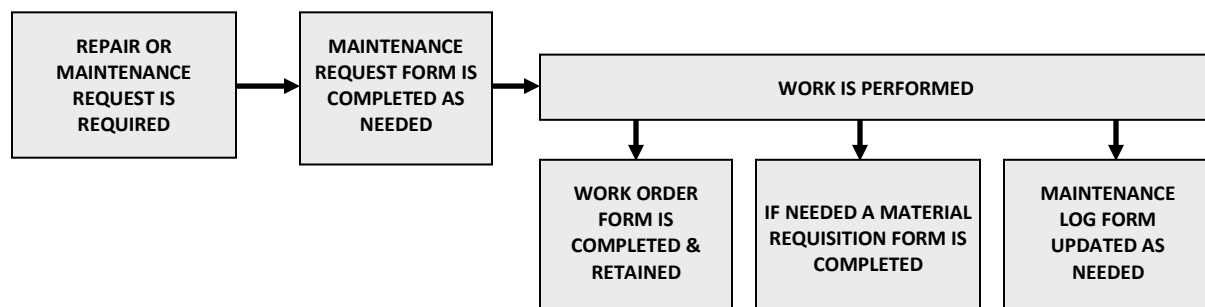 REPAIR OR
MAINTENANCE
REQUEST IS
REQUIRED
MAINTENANCE
REQUEST FORM IS
COMPLETED AS
NEEDED
WORK IS PERFORMED
WORK ORDER
FORM IS
COMPLETED &
RETAINED
IF NEEDED A MATERIAL
REQUISITION FORM IS
COMPLETED
MAINTENANCE
LOG FORM
UPDATED AS
NEEDED